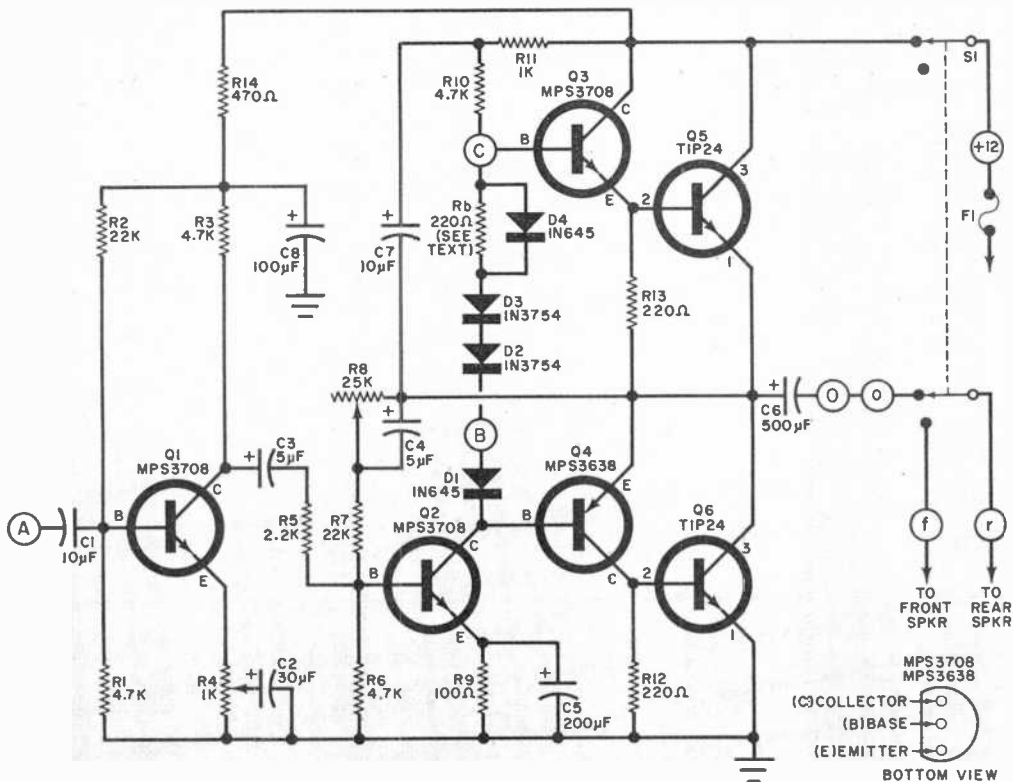 R14
470Ω
R2
22K
R3
4.7K
+
C8
100µF
R10
4.7K
R11
1K
C
+
C7
10µF
Rb
220Ω
(SEE
TEXT)
D4
1N645
D3
1N3754
D2
1N3754
Q3
MPS3708
B
C
E
Q5
TIP24
2
3
1
R13
220Ω
S1
+12
F1
R8
25K
+
C4
5µF
B
D1
1N645
+
C6
500µF
O
O
A
C1
10µF
Q1
MPS3708
B
C
E
+
C3
5µF
R5
2.2K
R7
22K
Q2
MPS3708
B
C
E
Q4
MPS3638
B
E
C
Q6
TIP24
2
3
1
f
r
TO
FRONT
SPKR
TO
REAR
SPKR
R1
4.7K
R4
1K
+
C2
30µF
R6
4.7K
R9
100Ω
+
C5
200µF
R12
220Ω
MPS3708
MPS3638
(C)COLLECTOR
(B)BASE
(E)EMITTER
BOTTOM VIEW